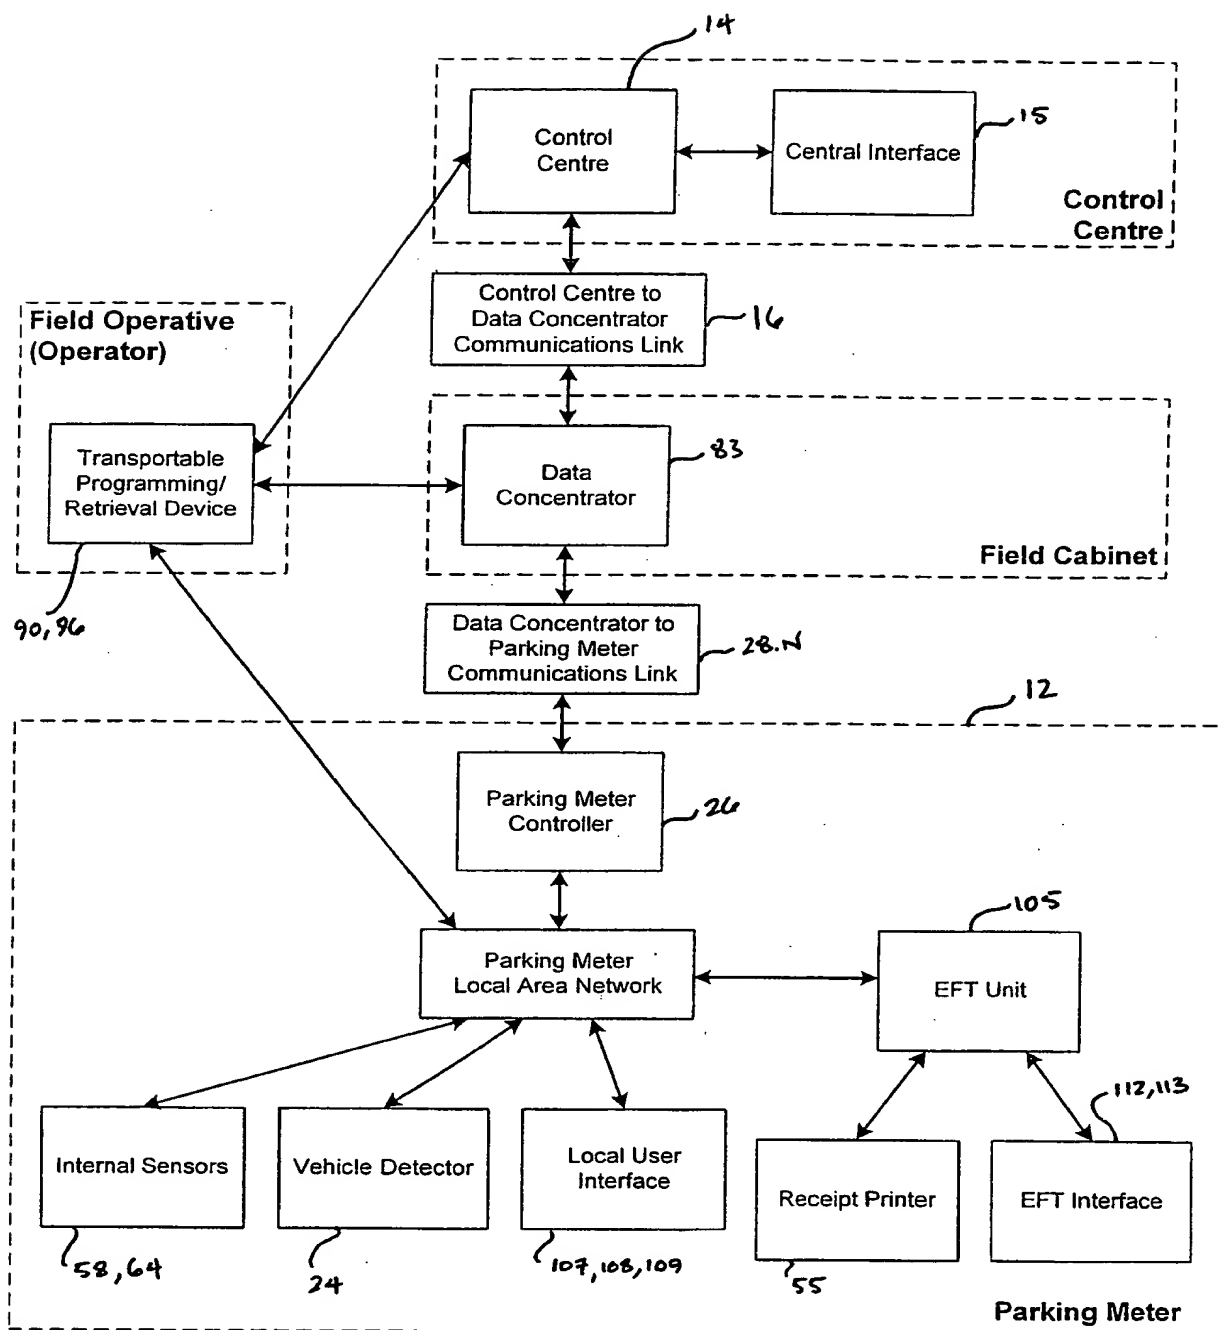 14
Control
Centre
Central Interface
15
Control
Centre
Control Centre to
Data Concentrator
Communications Link
16
Field Operative
(Operator)
Transportable
Programming/
Retrieval Device
90,96
Data
Concentrator
83
Field Cabinet
Data Concentrator to
Parking Meter
Communications Link
28.N
12
Parking Meter
Controller
26
Parking Meter
Local Area Network
105
EFT Unit
112,113
Internal Sensors
58,64
Vehicle Detector
24
Local User
Interface
107,108,109
Receipt Printer
55
EFT Interface
Parking Meter